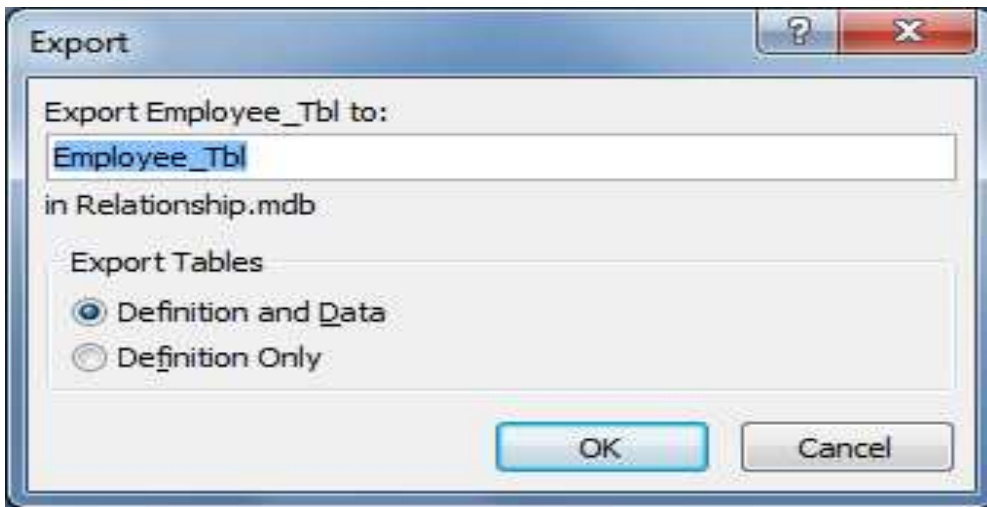 Export
Export Employee_Tbl to:
Employee_Tbl
in Relationship.mdb
Export Tables
Definition and Data
Definition Only
OK
Cancel